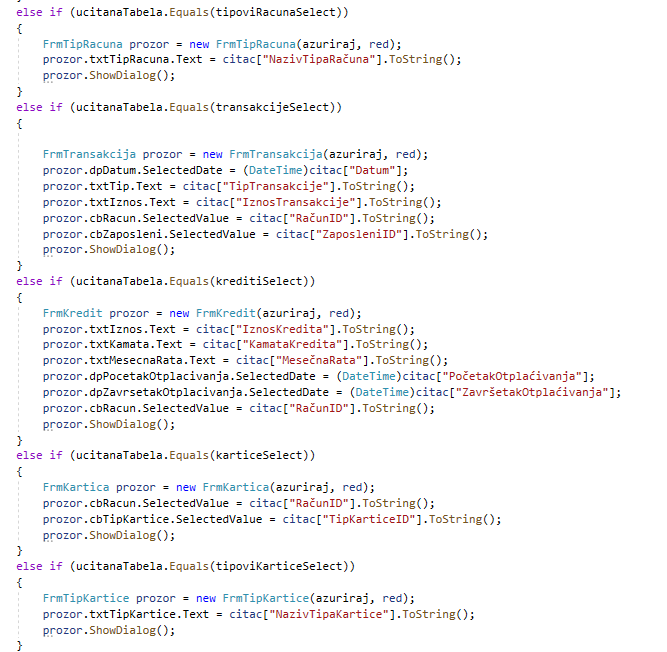 else if (ucitanaTabela.Equals(tipoviRacunaSelect))
{
FrmTipRacuna prozor = new FrmTipRacuna(azuriraj, red);
prozor.txtTipRacuna.Text = citac["NazivTipaRačuna"].ToString();
prozor.ShowDialog();
}
else if (ucitanaTabela.Equals(transakcijeSelect))
{
FrmTransakcija prozor = new FrmTransakcija(azuriraj, red);
prozor.dpDatum.SelectedDate = (DateTime)citac["Datum"];
prozor.txtTip.Text = citac["TipTransakcije"].ToString();
prozor.txtIznos.Text = citac["IznosTransakcije"].ToString();
prozor.cbRacun.SelectedValue = citac["RačunID"].ToString();
prozor.cbZaposleni.SelectedValue = citac["ZaposleniID"].ToString();
prozor.ShowDialog();
}
else if (ucitanaTabela.Equals(kreditiSelect))
{
FrmKredit prozor = new FrmKredit(azuriraj, red);
prozor.txtIznos.Text = citac["IznosKredita"].ToString();
prozor.txtKamata.Text = citac["KamataKredita"].ToString();
prozor.txtMesecnaRata.Text = citac["MesečnaRata"].ToString();
prozor.dpPocetakOtplacivanja.SelectedDate = (DateTime)citac["PočetakOtplaćivanja"];
prozor.dpZavrsetakOtplacivanja.SelectedDate = (DateTime)citac["ZavršetakOtplaćivanja"];
prozor.cbRacun.SelectedValue = citac["RačunID"].ToString();
prozor.ShowDialog();
}
else if (ucitanaTabela.Equals(karticeSelect))
{
FrmKartica prozor = new FrmKartica(azuriraj, red);
prozor.cbRacun.SelectedValue = citac["RačunID"].ToString();
prozor.cbTipKartice.SelectedValue = citac["TipKarticeID"].ToString();
prozor.ShowDialog();
}
else if (ucitanaTabela.Equals(tipoviKarticeSelect))
{
FrmTipKartice prozor = new FrmTipKartice(azuriraj, red);
prozor.txtTipKartice.Text = citac["NazivTipaKartice"].ToString();
prozor.ShowDialog();
}